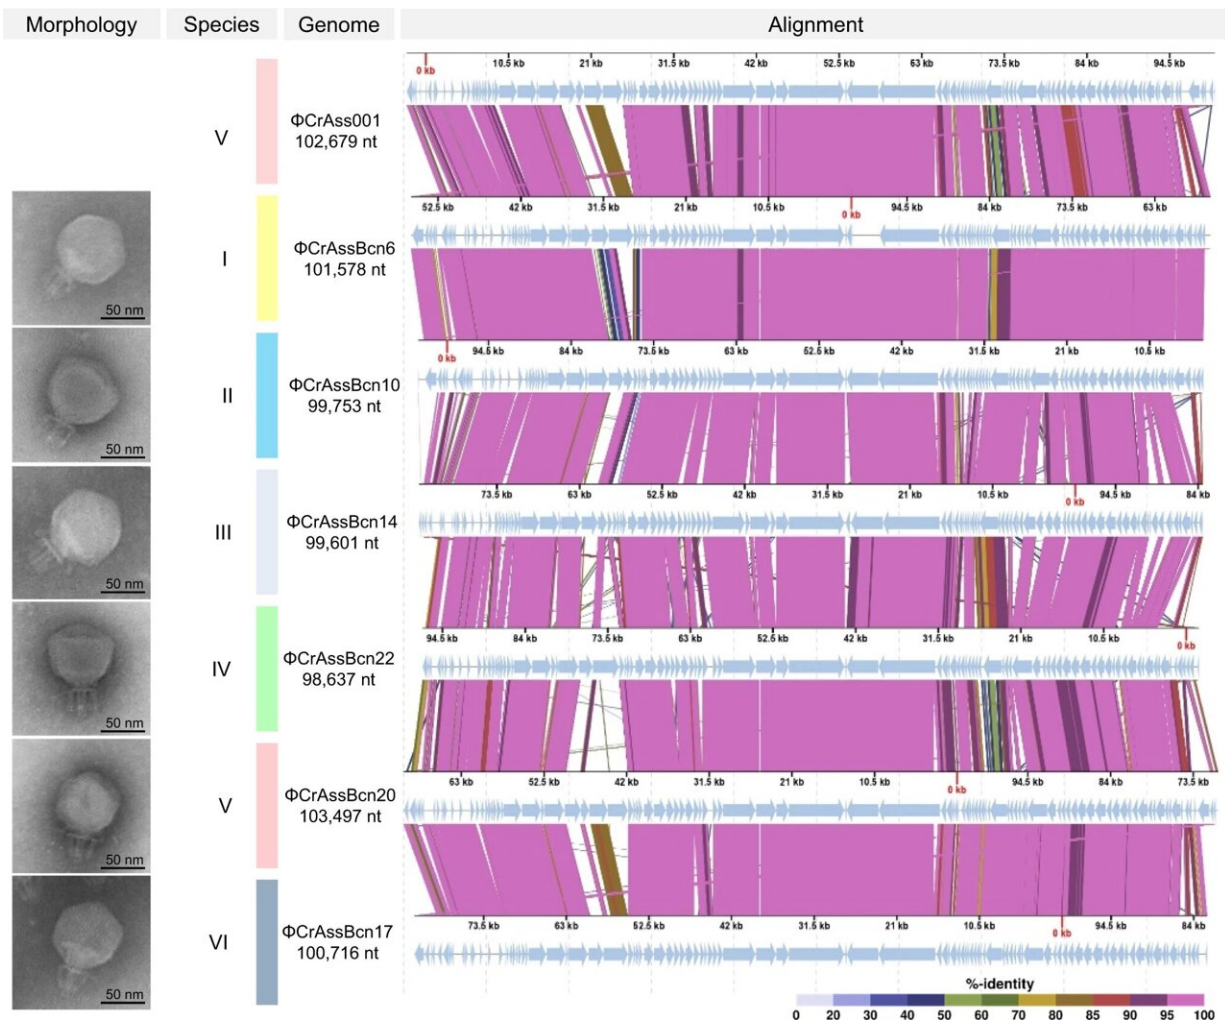 Morphology Species Genome Alignment
0 kb 10.5 kb 21 kb 31.5 kb 42 kb 52.5 kb 63 kb 73.5 kb 84 kb 94.5 kb
V
ΦCrAss001
102,679 nt
52.5 kb 42 kb 31.5 kb 21 kb 10.5 kb 0 kb 94.5 kb 84 kb 73.5 kb 63 kb
I
ΦCrAssBcn6
101,578 nt
50 nm
0 kb 94.5 kb 84 kb 73.5 kb 63 kb 52.5 kb 42 kb 31.5 kb 21 kb 10.5 kb
II
ΦCrAssBcn10
99,753 nt
50 nm
73.5 kb 63 kb 52.5 kb 42 kb 31.5 kb 21 kb 10.5 kb 0 kb 94.5 kb 84 kb
III
ΦCrAssBcn14
99,601 nt
50 nm
94.5 kb 84 kb 73.5 kb 63 kb 52.5 kb 42 kb 31.5 kb 21 kb 10.5 kb 0 kb
IV
ΦCrAssBcn22
98,637 nt
50 nm
63 kb 52.5 kb 42 kb 31.5 kb 21 kb 10.5 kb 0 kb 94.5 kb 84 kb 73.5 kb
V
ΦCrAssBcn20
103,497 nt
50 nm
73.5 kb 63 kb 52.5 kb 42 kb 31.5 kb 21 kb 10.5 kb 0 kb 94.5 kb 84 kb
VI
ΦCrAssBcn17
100,716 nt
50 nm
%-identity
0 20 30 40 50 60 70 80 85 90 95 100